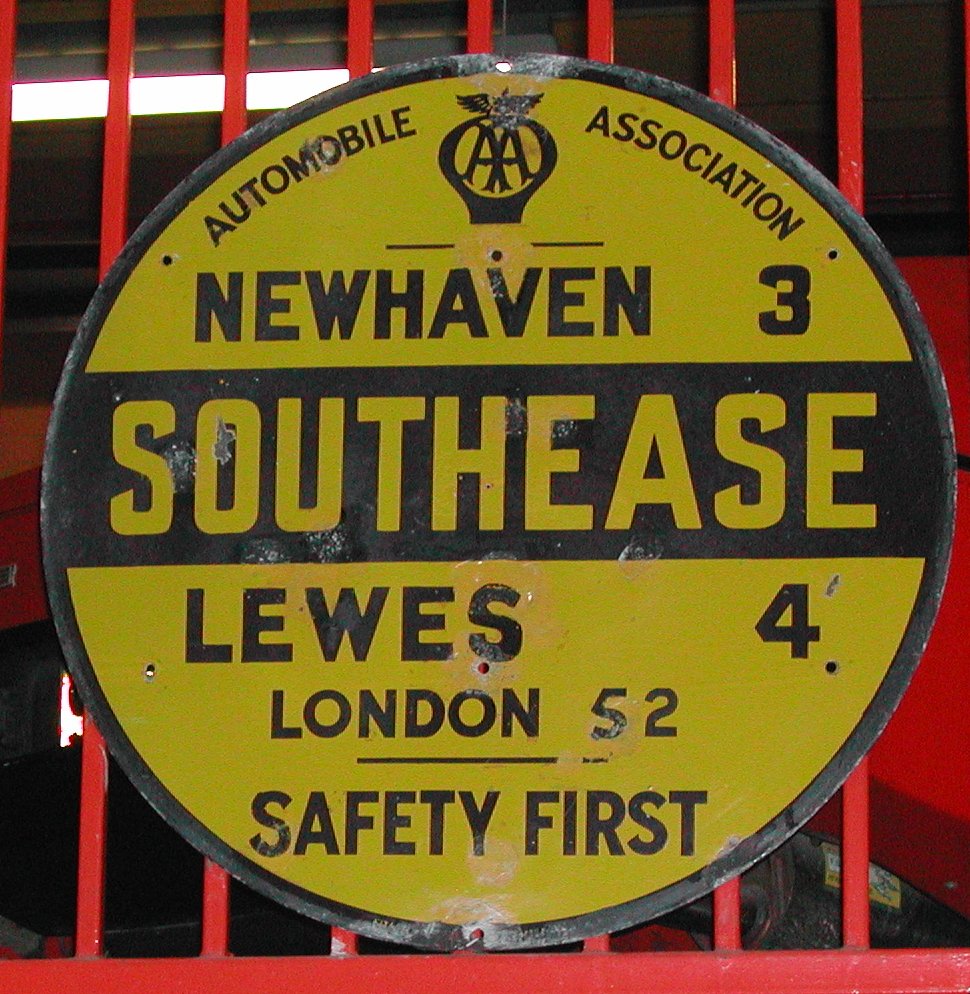 AUTOMOBILE AA ASSOCIATION
NEWHAVEN 3
SOUTHEASE
LEWES 4
LONDON 52
SAFETY FIRST